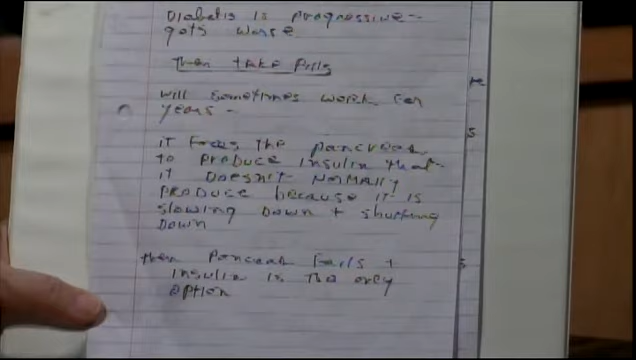 Diabetis is progressive -
gets worse
Then take pills
will sometimes work for
years -
it forces the pancreas
to produce insulin that
it doesn't normally
produce because it is
slowing down + shutting
down
then pancreas fails +
insulin is the only
option